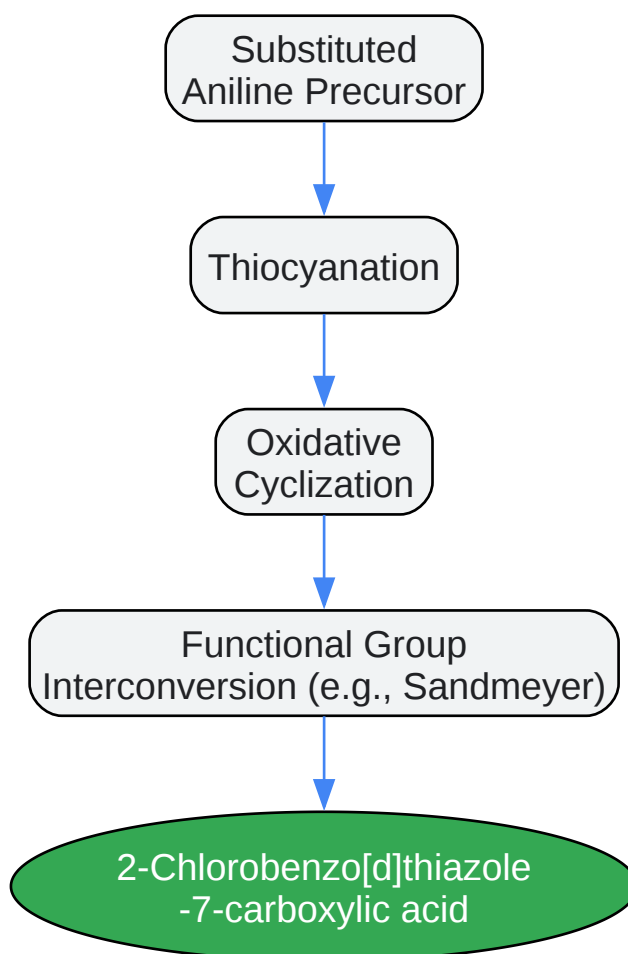 Substituted
Aniline Precursor
Thiocyanation
Oxidative
Cyclization
Functional Group
Interconversion (e.g., Sandmeyer)
2-Chlorobenzo[d]thiazole
-7-carboxylic acid